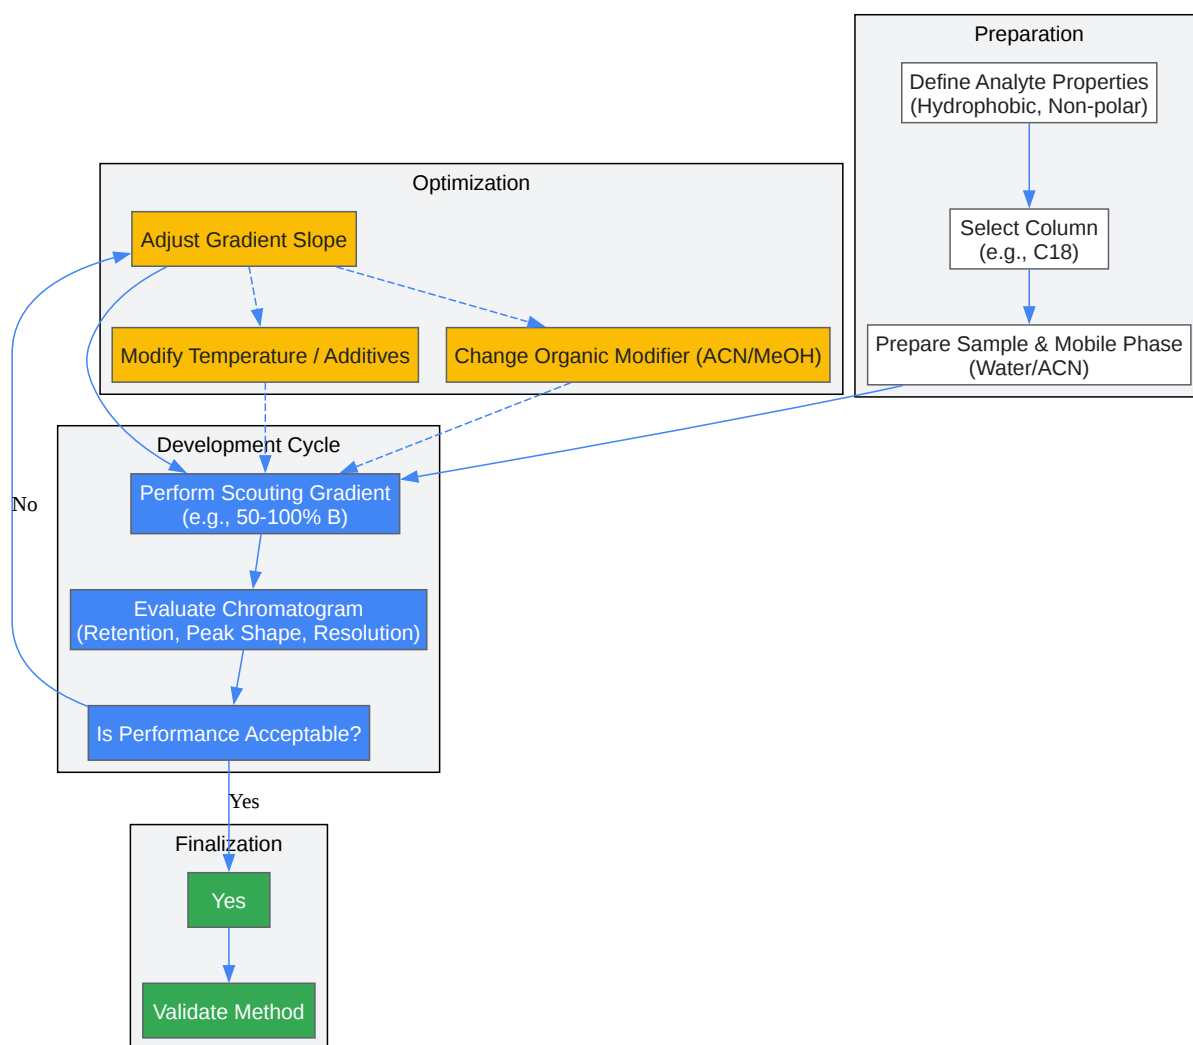 Preparation
Define Analyte Properties
(Hydrophobic, Non-polar)
Select Column
(e.g., C18)
Prepare Sample & Mobile Phase
(Water/ACN)
Optimization
Adjust Gradient Slope
Modify Temperature / Additives
Change Organic Modifier (ACN/MeOH)
Development Cycle
Perform Scouting Gradient
(e.g., 50-100% B)
No
Evaluate Chromatogram
(Retention, Peak Shape, Resolution)
Is Performance Acceptable?
Yes
Finalization
Yes
Validate Method